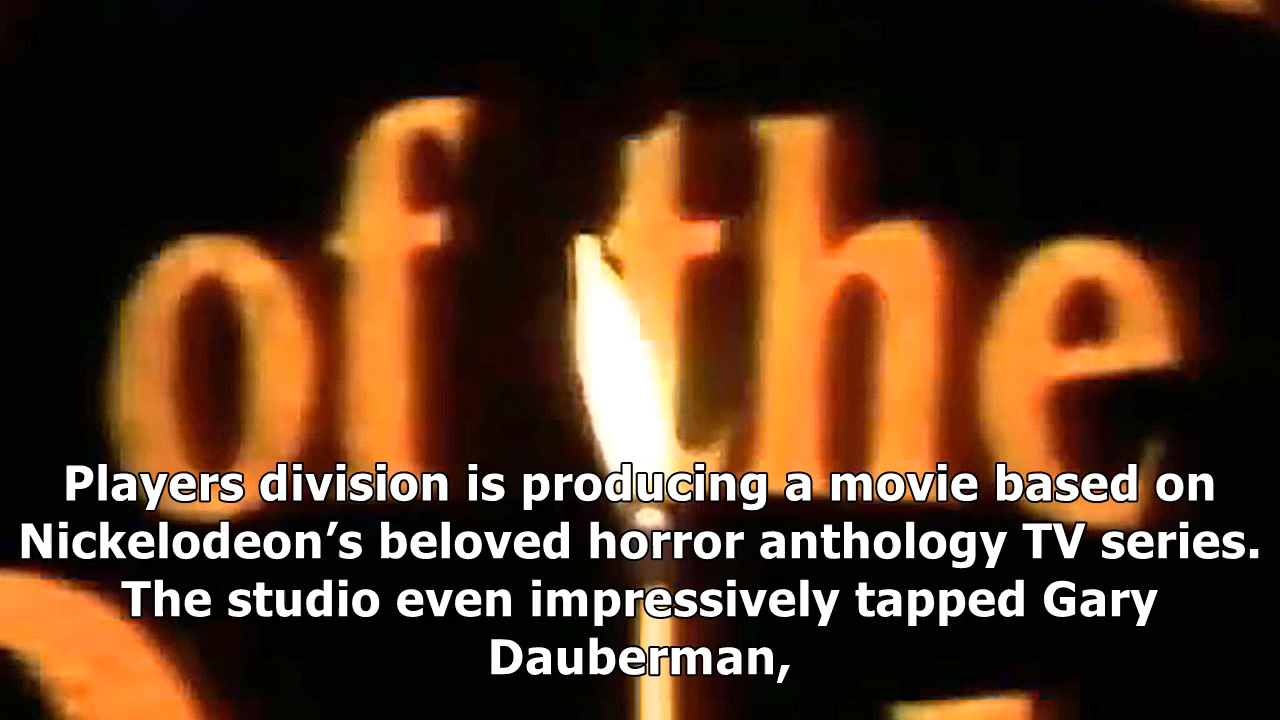 of the
Players division is producing a movie based on
Nickelodeon’s beloved horror anthology TV series.
The studio even impressively tapped Gary
Dauberman,